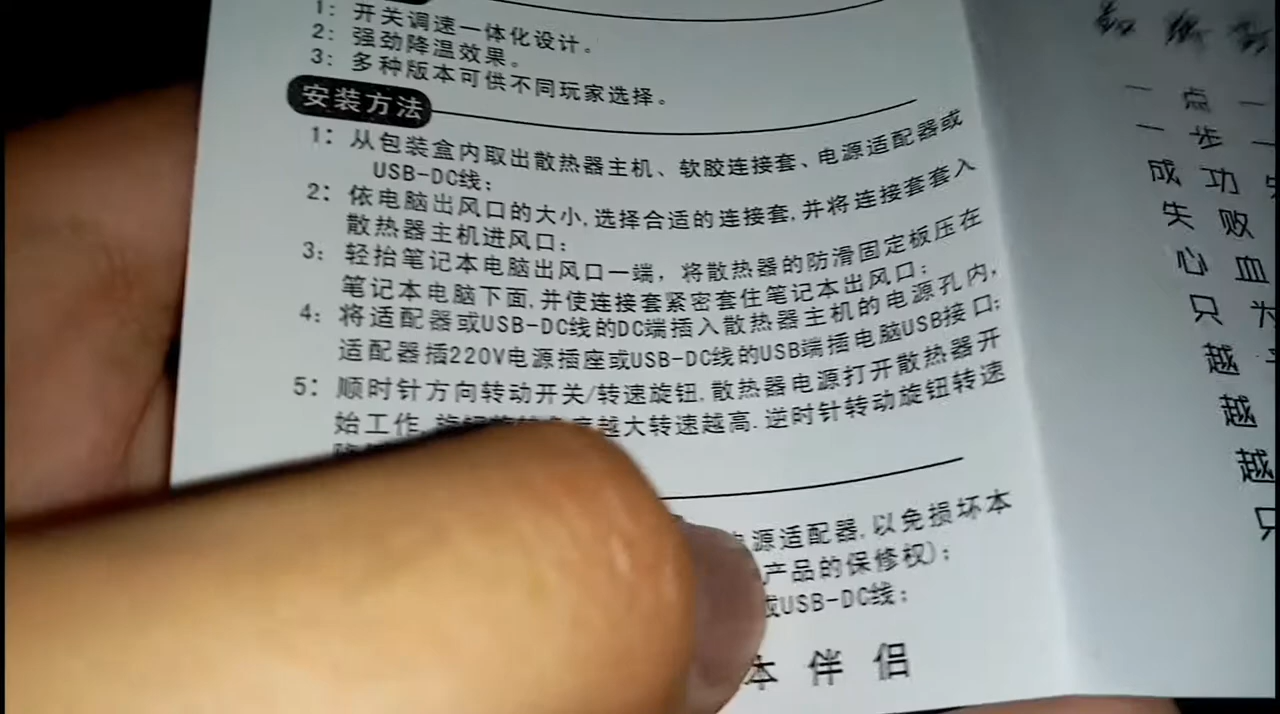 1：开关调速一体化设计。
2：强劲降温效果。
3：多种版本可供不同玩家选择。
安装方法
1：从包装盒内取出散热器主机、软胶连接套、电源适配器或
USB-DC线；
2：依电脑出风口的大小,选择合适的连接套,并将连接套套入
散热器主机进风口；
3：轻抬笔记本电脑出风口一端，将散热器的防滑固定板压在
笔记本电脑下面,并使连接套紧密套住笔记本出风口；
4：将适配器或USB-DC线的DC端插入散热器主机的电源孔内,
适配器插220V电源插座或USB-DC线的USB端插电脑USB接口；
5：顺时针方向转动开关/转速旋钮,散热器电源打开散热器开
始工作,
越大转速越高.逆时针转动旋钮转速
源适配器,以免损坏本
产品的保修权)；
或USB-DC线；
本伴侣
一点一
一步一
成功
失败
心血
只为
越
越
越
只